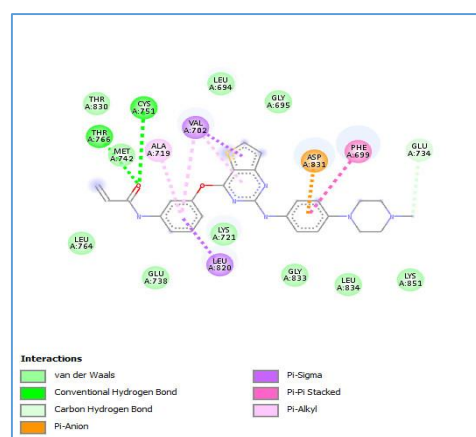 LEU
A:694
CYS
A:751
THR
A:830
GLY
A:695
VAL
A:702
THR
A:766
MET
A:742
ALA
A:719
ASP
A:831
PHE
A:699
GLU
A:734
O
N
O
N
N
N
N
N
LYS
A:721
LEU
A:764
LEU
A:820
GLU
A:738
GLY
A:833
LEU
A:834
LYS
A:851
Interactions
van der Waals
Conventional Hydrogen Bond
Carbon Hydrogen Bond
Pi-Anion
Pi-Sigma
Pi-Pi Stacked
Pi-Alkyl